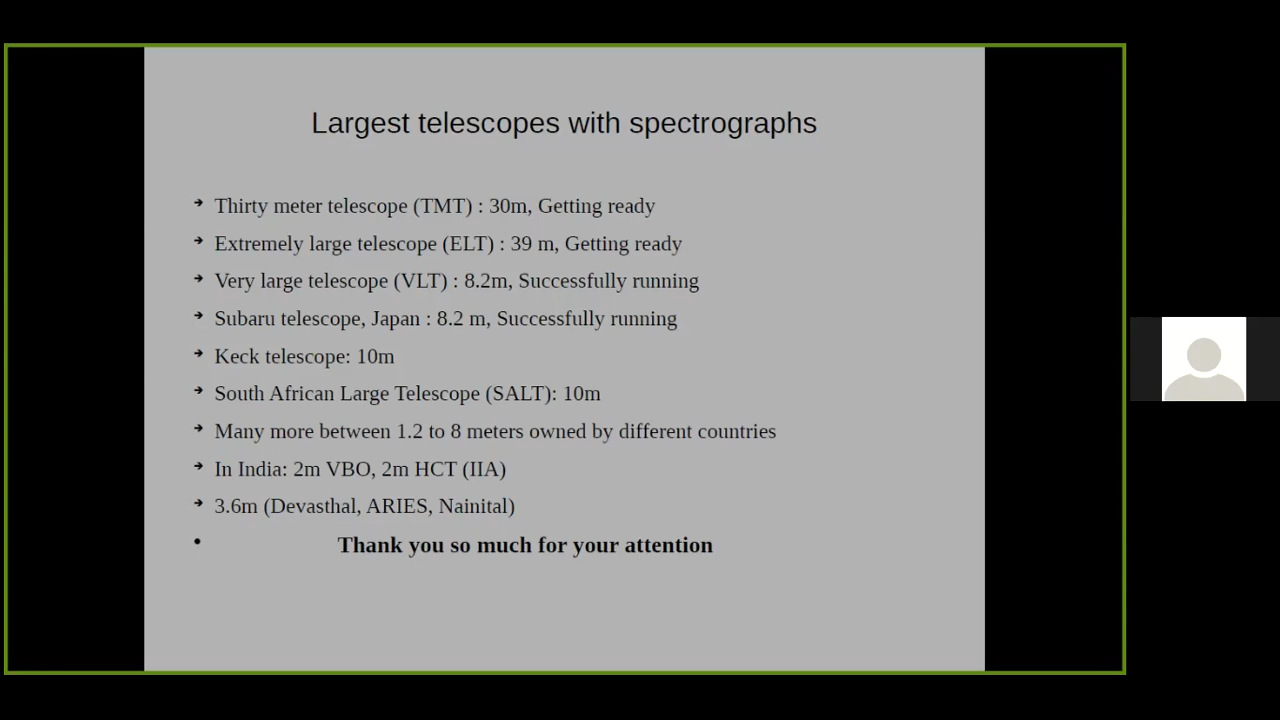 Largest telescopes with spectrographs
➔ Thirty meter telescope (TMT) : 30m, Getting ready
➔ Extremely large telescope (ELT) : 39 m, Getting ready
➔ Very large telescope (VLT) : 8.2m, Successfully running
➔ Subaru telescope, Japan : 8.2 m, Successfully running
➔ Keck telescope: 10m
➔ South African Large Telescope (SALT): 10m
➔ Many more between 1.2 to 8 meters owned by different countries
➔ In India: 2m VBO, 2m HCT (IIA)
➔ 3.6m (Devasthal, ARIES, Nainital)
• Thank you so much for your attention